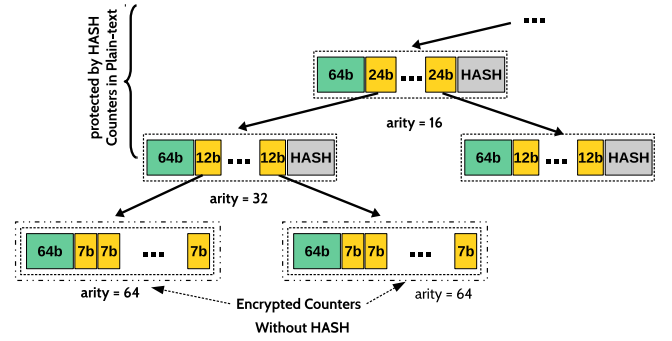 ...
protected by HASH
Counters in Plain-text
64b 24b ... 24b HASH
arity = 16
64b 12b ... 12b HASH
64b 12b ... 12b HASH
arity = 32
64b 7b 7b ... 7b
64b 7b 7b ... 7b
arity = 64
arity = 64
Encrypted Counters
Without HASH